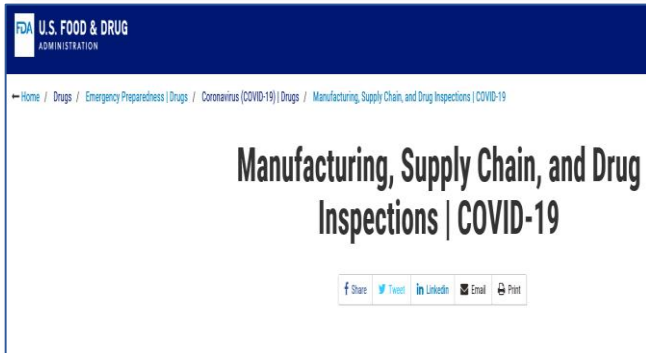 FDA U.S. FOOD & DRUG
ADMINISTRATION
← Home / Drugs / Emergency Preparedness | Drugs / Coronavirus (COVID-19) | Drugs / Manufacturing, Supply Chain, and Drug Inspections | COVID-19
Manufacturing, Supply Chain, and Drug
Inspections | COVID-19
f Share Tweet in Linkedin Email Print